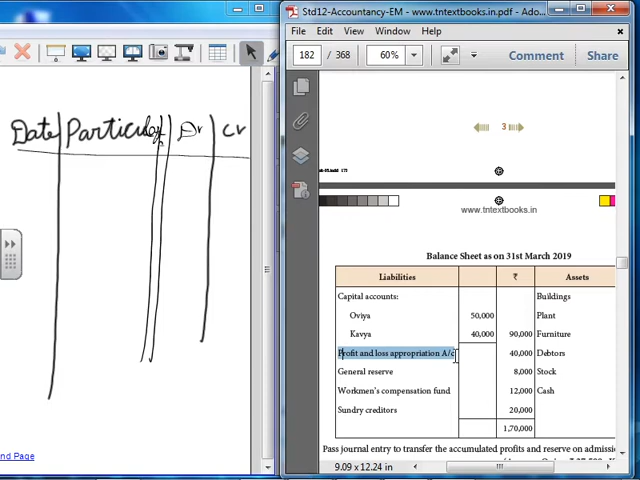 Std12-Accountancy-EM - www.tntextbooks.in.pdf - Ado...
File Edit View Window Help
182 / 368 60% Comment Share
Date Particular Dr Cr
3
www.tntextbooks.in
Balance Sheet as on 31st March 2019
Liabilities ₹ Assets
Capital accounts: Buildings
Oviya 50,000 Plant
Kavya 40,000 90,000 Furniture
Profit and loss appropriation A/c 40,000 Debtors
General reserve 8,000 Stock
Workmen's compensation fund 12,000 Cash
Sundry creditors 20,000
1,70,000
Pass journal entry to transfer the accumulated profits and reserve on admissi
nd Page
9.09 x 12.24 in